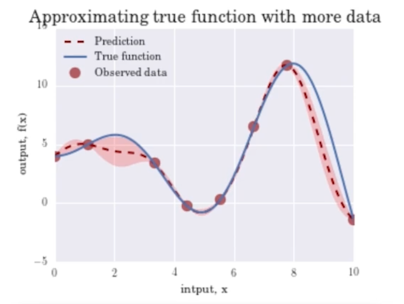 Approximating true function with more data
15
Prediction
True function
Observed data
10
5
0
−5
output, f(x)
0 2 4 6 8 10
intput, x